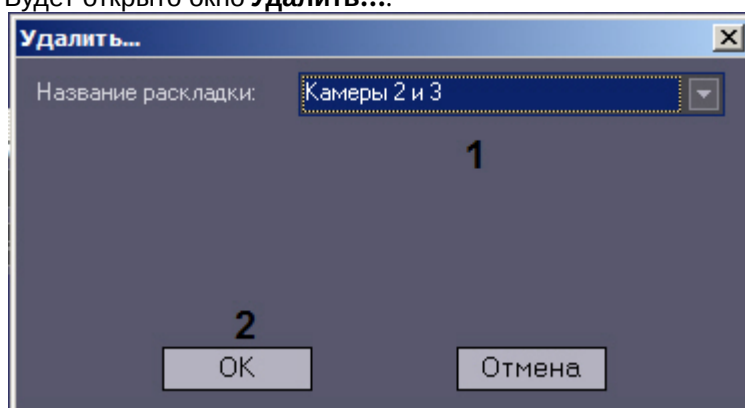 Будет открыто окно Удалить....
Удалить...
Название раскладки: Камеры 2 и 3
1
2
OK Отмена